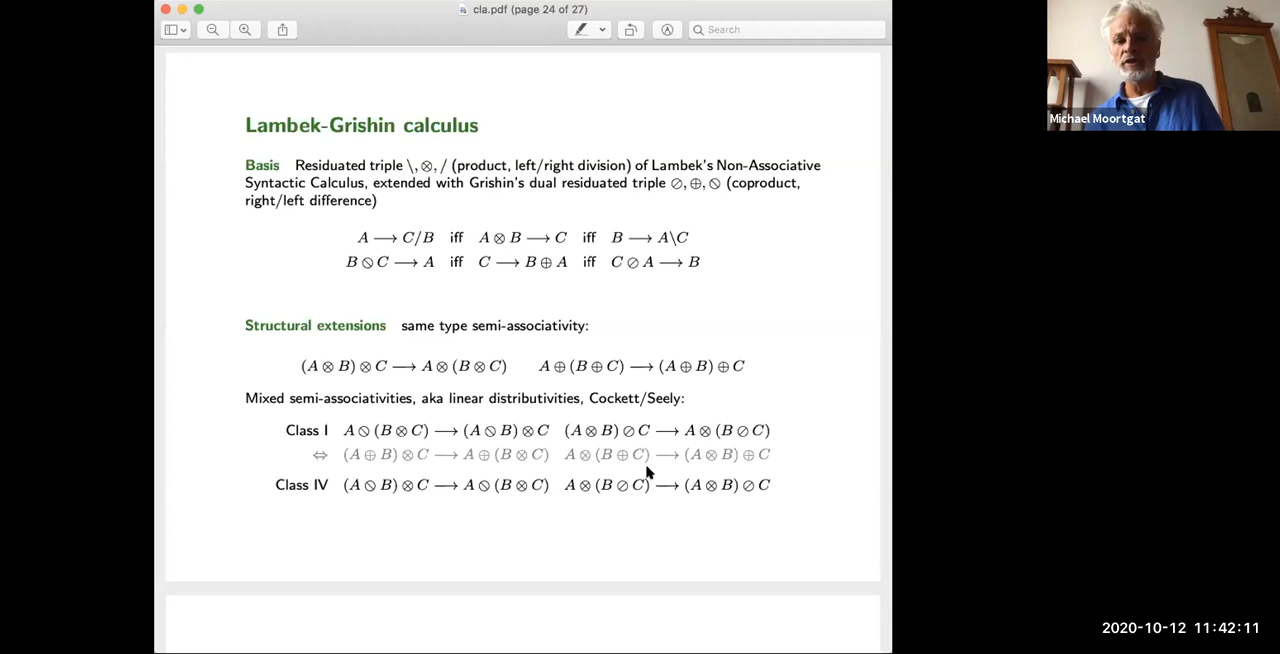 cla.pdf (page 24 of 27)
Search
Michael Moortgat
Lambek-Grishin calculus
Basis Residuated triple \, ⊗, / (product, left/right division) of Lambek's Non-Associative
Syntactic Calculus, extended with Grishin's dual residuated triple ⊘, ⊕, ⦸ (coproduct,
right/left difference)
A ⟶ C/B iff A ⊗ B ⟶ C iff B ⟶ A\C
B ⦸ C ⟶ A iff C ⟶ B ⊕ A iff C ⊘ A ⟶ B
Structural extensions same type semi-associativity:
(A ⊗ B) ⊗ C ⟶ A ⊗ (B ⊗ C) A ⊕ (B ⊕ C) ⟶ (A ⊕ B) ⊕ C
Mixed semi-associativities, aka linear distributivities, Cockett/Seely:
Class I A ⦸ (B ⊗ C) ⟶ (A ⦸ B) ⊗ C (A ⊗ B) ⊘ C ⟶ A ⊗ (B ⊘ C)
⇔ (A ⊕ B) ⊗ C ⟶ A ⊕ (B ⊗ C) A ⊗ (B ⊕ C) ⟶ (A ⊗ B) ⊕ C
Class IV (A ⦸ B) ⊗ C ⟶ A ⦸ (B ⊗ C) A ⊗ (B ⊘ C) ⟶ (A ⊗ B) ⊘ C
2020-10-12 11:42:11